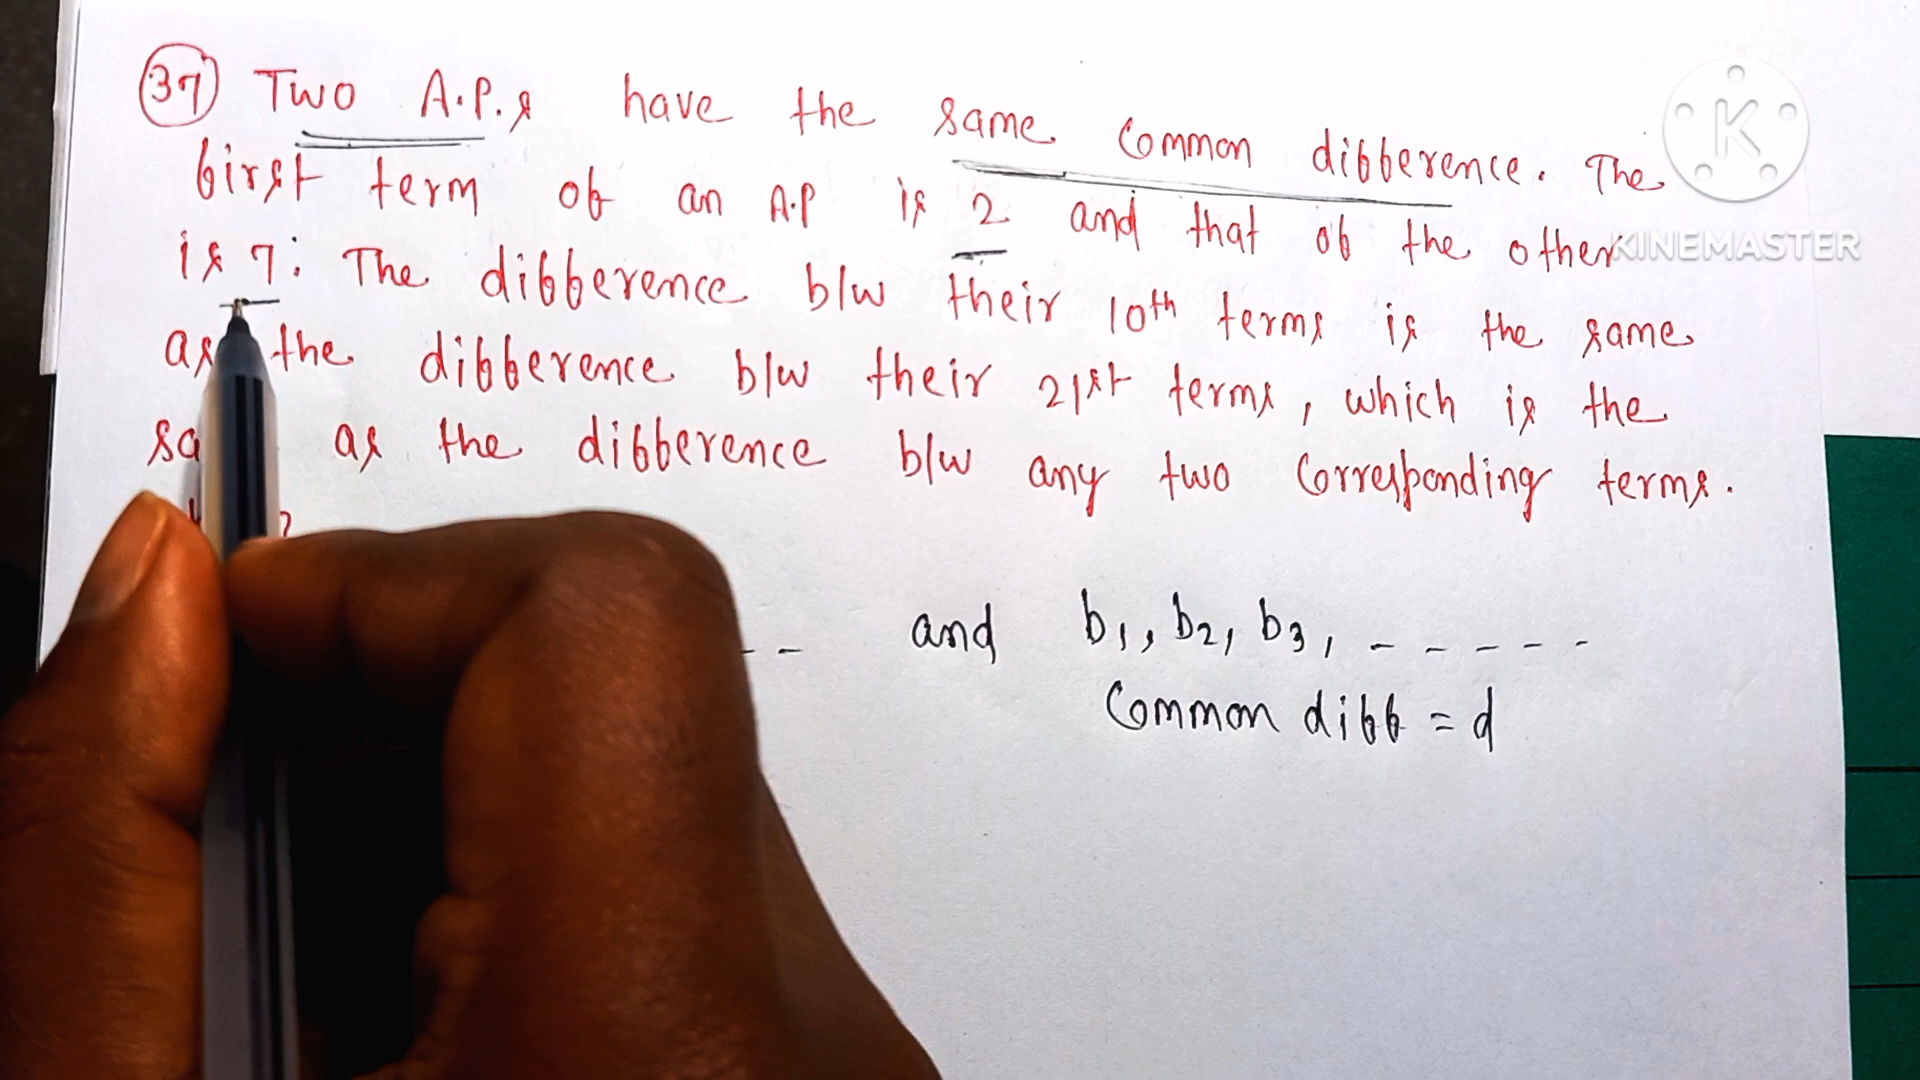 37 Two A.P.s have the same common difference. The
first term of an A.P is 2 and that of the other
is 7. The difference b/w their 10th terms is the same
as the difference b/w their 21st terms, which is the
as the difference b/w any two corresponding terms.
?
-- and b1, b2, b3, -----
Common diff = d
K
KINEMASTER